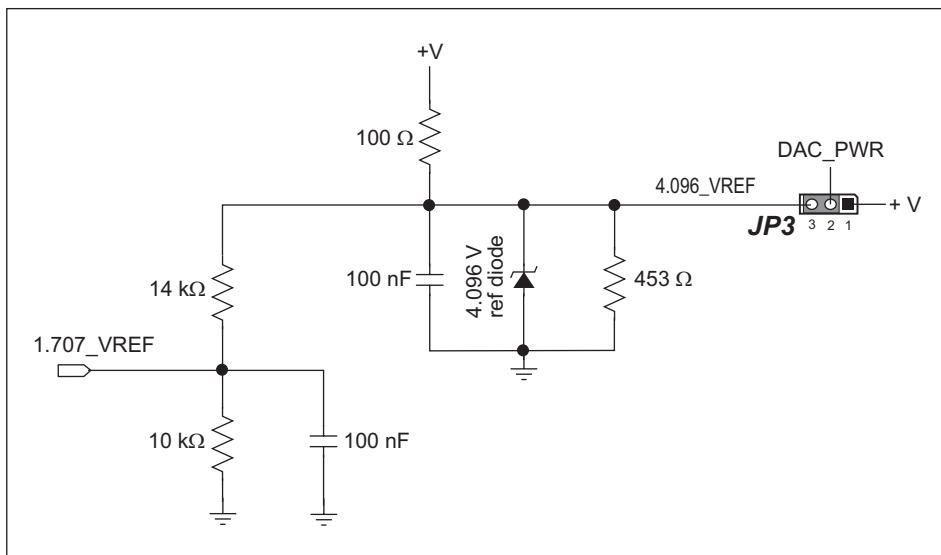 +V
100 Ω
DAC_PWR
4.096_VREF
+ V
JP3
3 2 1
14 kΩ
100 nF
4.096 V
ref diode
453 Ω
1.707_VREF
10 kΩ
100 nF